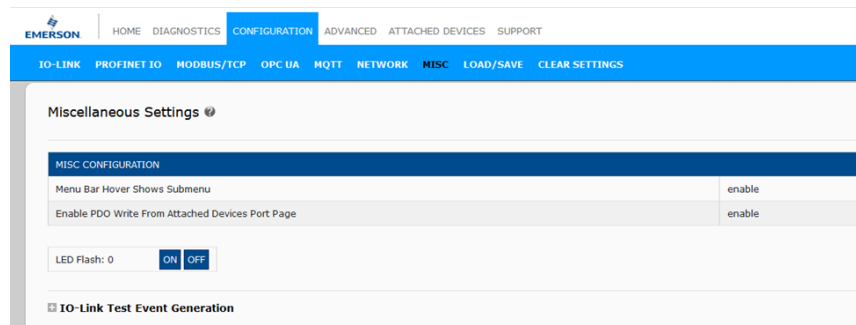 EMERSON
HOME DIAGNOSTICS CONFIGURATION ADVANCED ATTACHED DEVICES SUPPORT
IO-LINK PROFINET IO MODBUS/TCP OPC UA MQTT NETWORK MISC LOAD/SAVE CLEAR SETTINGS
Miscellaneous Settings ?
MISC CONFIGURATION
Menu Bar Hover Shows Submenu enable
Enable PDO Write From Attached Devices Port Page enable
LED Flash: 0 ON OFF
IO-Link Test Event Generation